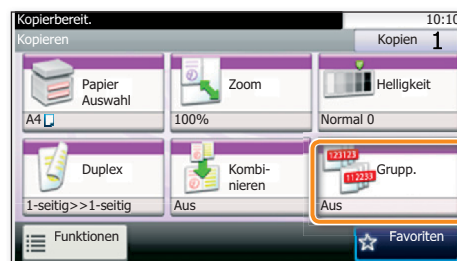 Kopierbereit. 10:10
Kopieren Kopien 1
Papier
Auswahl
A4
Zoom
100%
Helligkeit
Normal 0
Duplex
1-seitig>>1-seitig
Kombi-
nieren
Aus
123123
112233
Grupp.
Aus
Funktionen
Favoriten